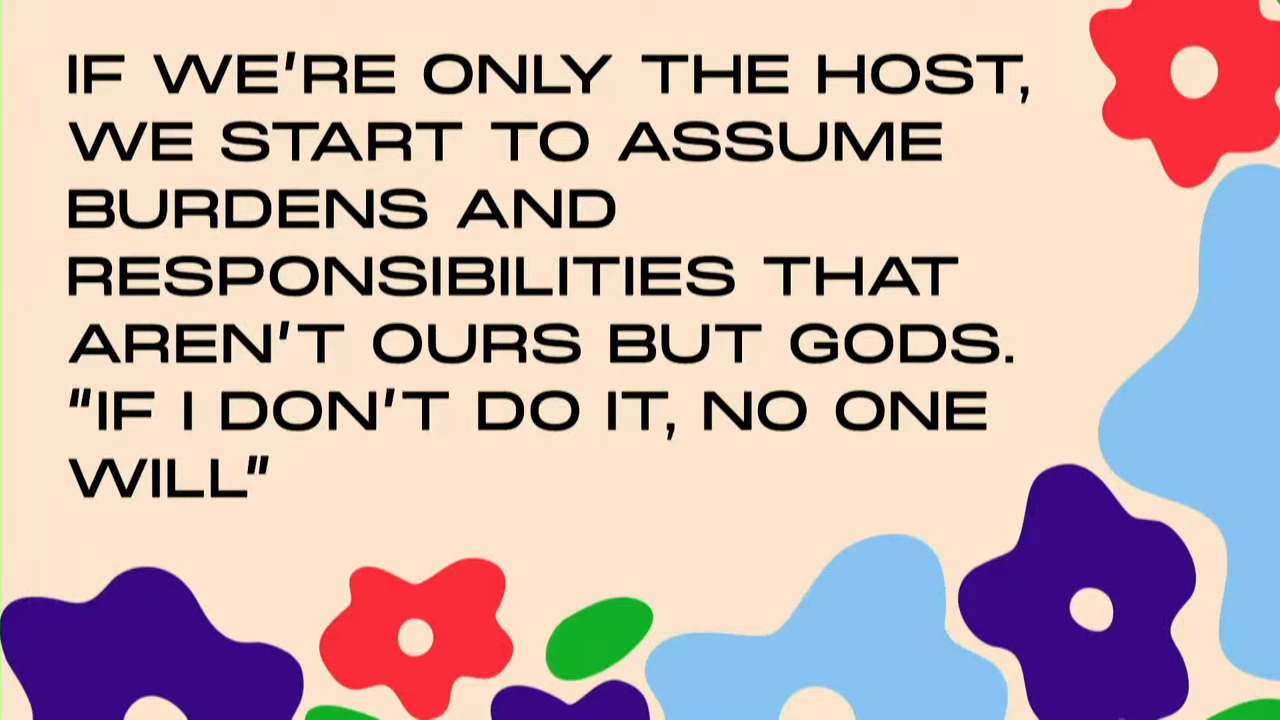 IF WE'RE ONLY THE HOST,
WE START TO ASSUME
BURDENS AND
RESPONSIBILITIES THAT
AREN'T OURS BUT GODS.
"IF I DON'T DO IT, NO ONE
WILL"